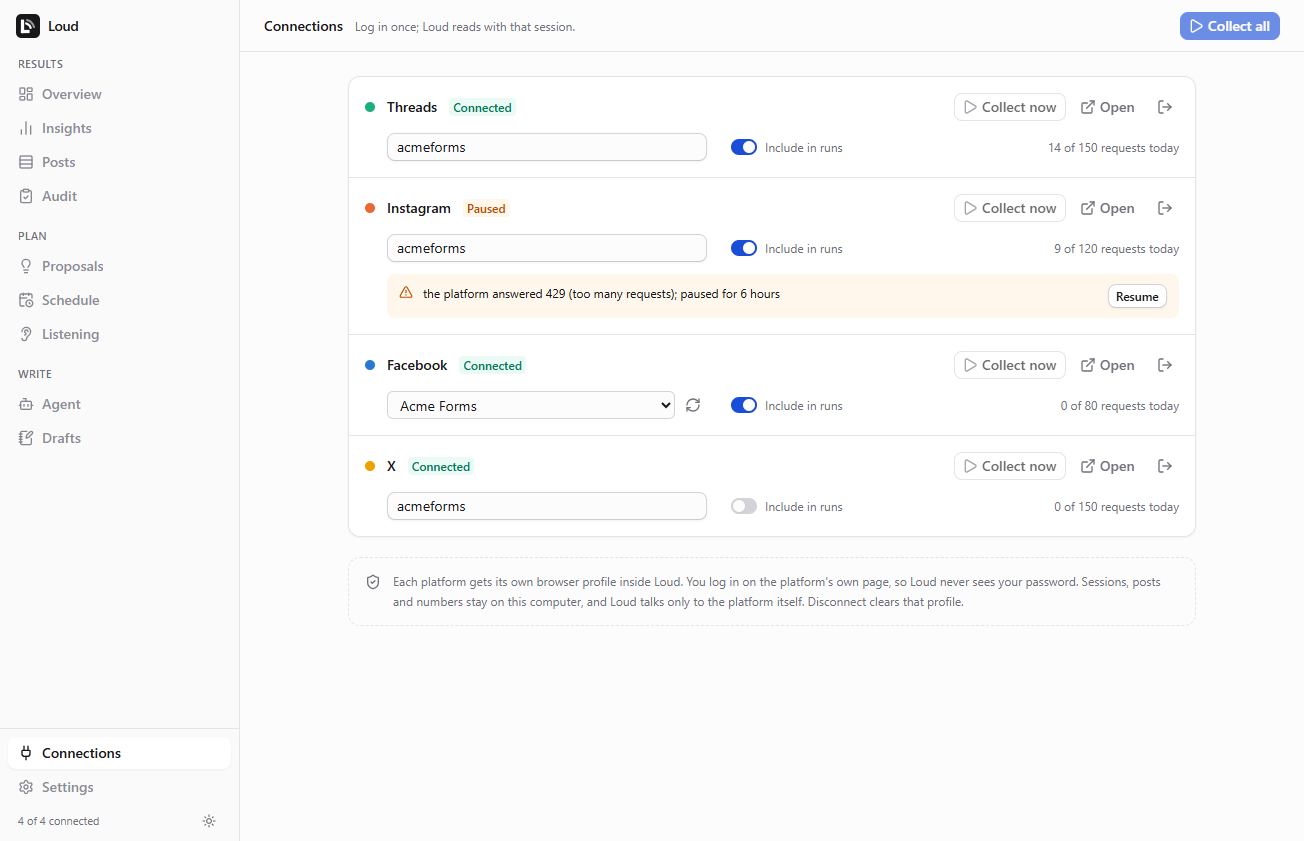 Loud
RESULTS
Overview
Insights
Posts
Audit
PLAN
Proposals
Schedule
Listening
WRITE
Agent
Drafts
Connections
Settings
4 of 4 connected
Connections Log in once; Loud reads with that session.
Collect all
Threads Connected
Collect now Open
acmeforms
Include in runs
14 of 150 requests today
Instagram Paused
Collect now Open
acmeforms
Include in runs
9 of 120 requests today
the platform answered 429 (too many requests); paused for 6 hours
Resume
Facebook Connected
Collect now Open
Acme Forms
Include in runs
0 of 80 requests today
X Connected
Collect now Open
acmeforms
Include in runs
0 of 150 requests today
Each platform gets its own browser profile inside Loud. You log in on the platform's own page, so Loud never sees your password. Sessions, posts
and numbers stay on this computer, and Loud talks only to the platform itself. Disconnect clears that profile.